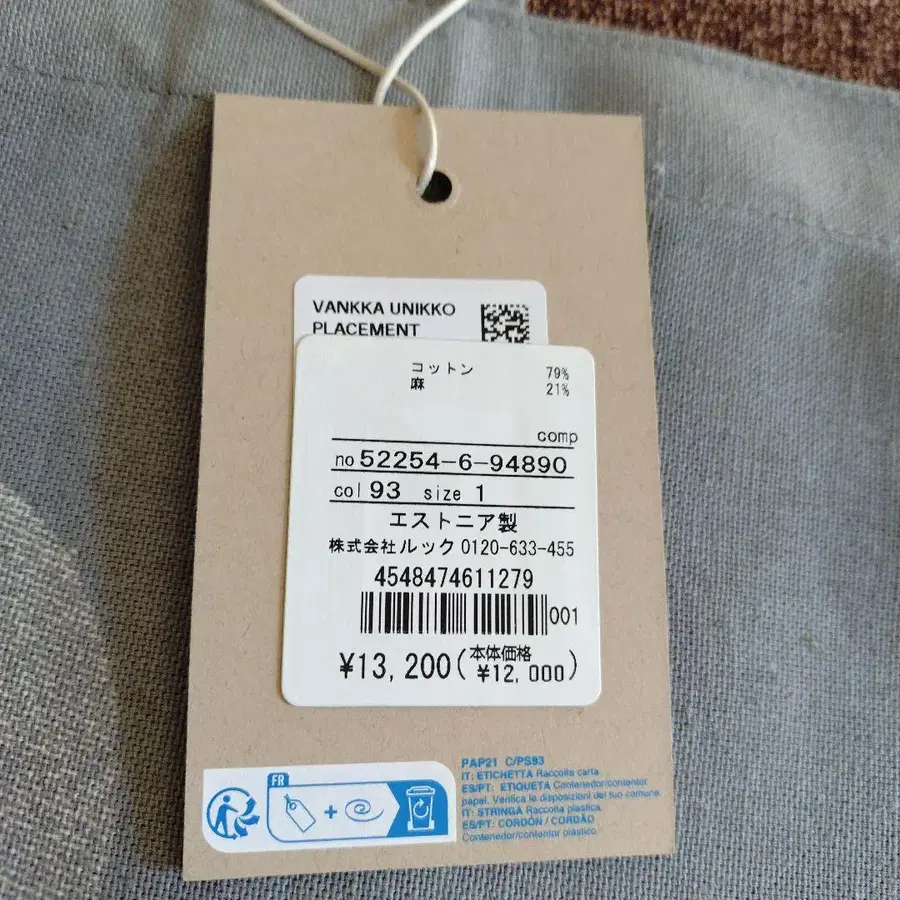 VANKKA UNIKKO
PLACEMENT
コットン 79%
麻 21%
comp
no 52254-6-94890
col 93 size 1
エストニア製
株式会社ルック 0120-633-455
4548474611279
001
¥13,200(本体価格 ¥12,000)
FR
PAP21 C/PS93
IT: ETICHETTA Raccolta carta
ES/PT: ETIQUETA Contenedor/contentor
papel. Verifica le disposizioni del tuo comune
IT: STRINGA Raccolta plastica
ES/PT: CORDÓN / CORDÃO
Contenedor/contentor plástico